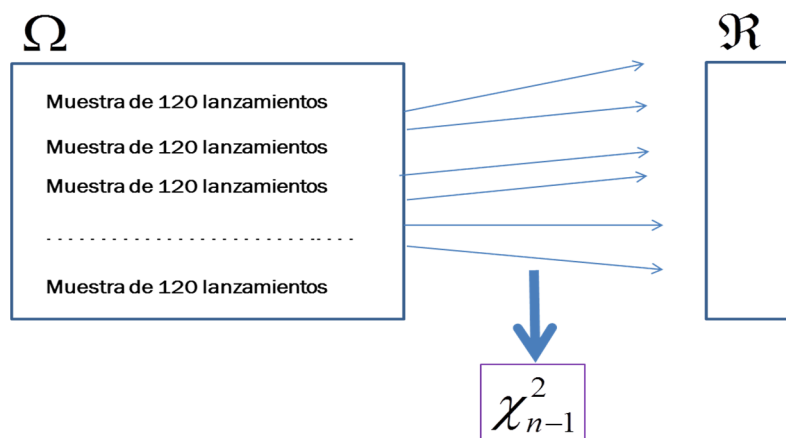 Ω
ℜ
Muestra de 120 lanzamientos
Muestra de 120 lanzamientos
Muestra de 120 lanzamientos
- - - - - - - - - - - - - - - - - - - - - - - - - - - - - -
Muestra de 120 lanzamientos
χ²ₙ₋₁